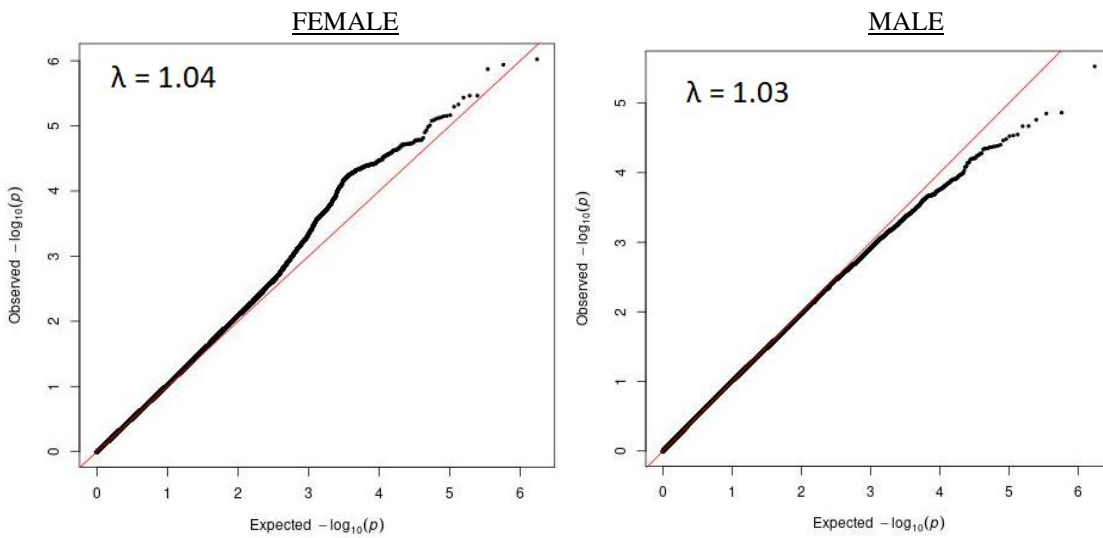 FEMALE
λ = 1.04
Observed −log10(p)
6
5
4
3
2
1
0
0 1 2 3 4 5 6
Expected −log10(p)
MALE
λ = 1.03
Observed −log10(p)
5
4
3
2
1
0
0 1 2 3 4 5 6
Expected −log10(p)